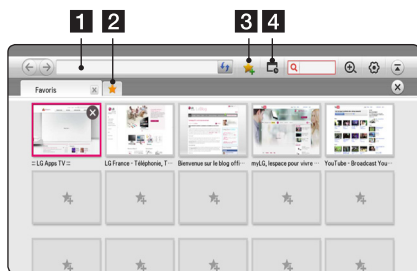 1 2 3 4
Favoris
:: LG Apps TV ::
LG France - Téléphonie, T···
Bienvenue sur le blog offi···
myLG, lespace pour vivre ···
YouTube - Broadcast You···